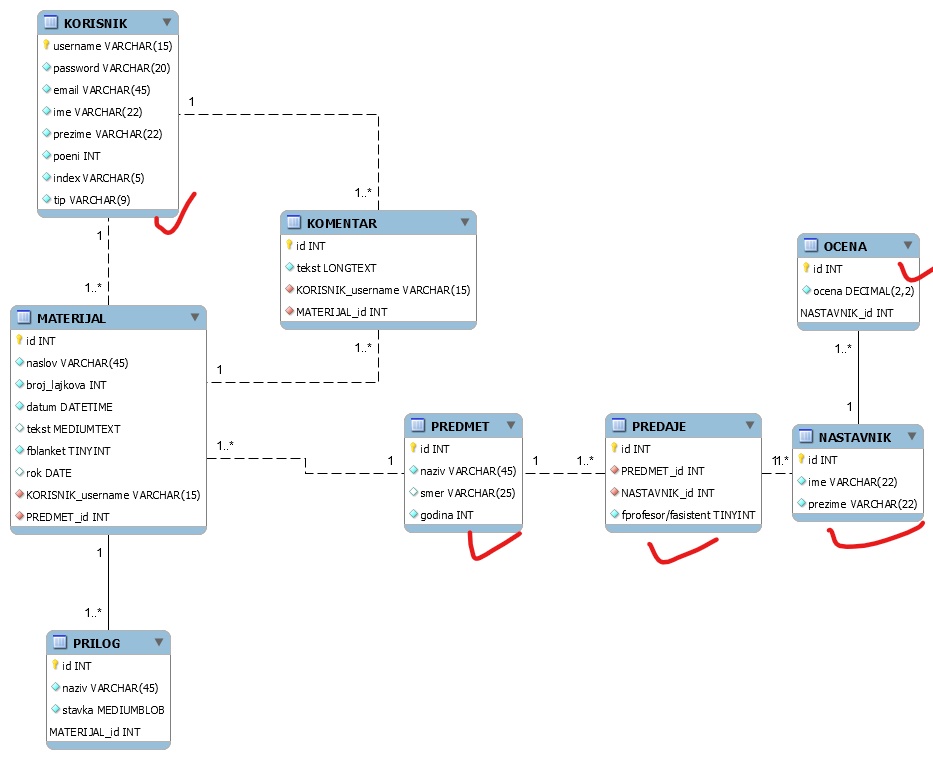 KORISNIK
username VARCHAR(15)
password VARCHAR(20)
email VARCHAR(45)
ime VARCHAR(22)
prezime VARCHAR(22)
poeni INT
index VARCHAR(5)
tip VARCHAR(9)
1
1..*
1
1..*
KOMENTAR
id INT
tekst LONGTEXT
KORISNIK_username VARCHAR(15)
MATERIJAL_id INT
1..*
1
OCENA
id INT
ocena DECIMAL(2,2)
NASTAVNIK_id INT
1..*
1
MATERIJAL
id INT
naslov VARCHAR(45)
broj_lajkova INT
datum DATETIME
tekst MEDIUMTEXT
fblanket TINYINT
rok DATE
KORISNIK_username VARCHAR(15)
PREDMET_id INT
1..*
1
PREDMET
id INT
naziv VARCHAR(45)
smer VARCHAR(25)
godina INT
1
1..*
PREDAJE
id INT
PREDMET_id INT
NASTAVNIK_id INT
fprofesor/fasistent TINYINT
1..*
1
NASTAVNIK
id INT
ime VARCHAR(22)
prezime VARCHAR(22)
1
1..*
PRILOG
id INT
naziv VARCHAR(45)
stavka MEDIUMBLOB
MATERIJAL_id INT